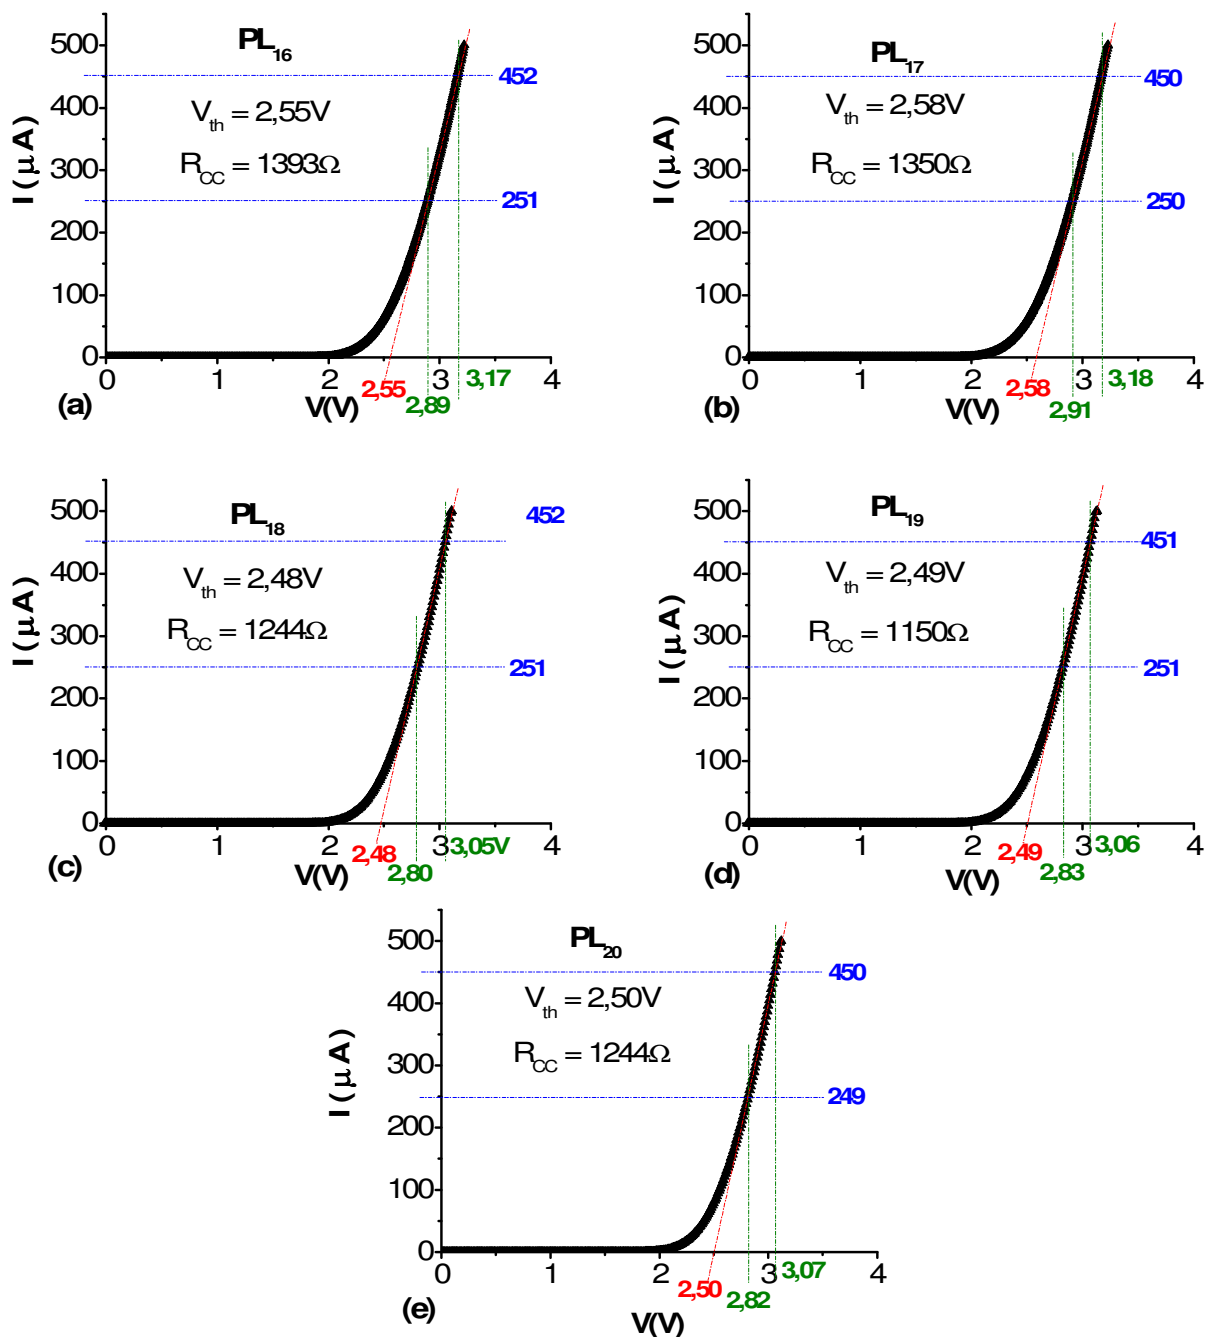 PL16
Vth = 2,55V
RCC = 1393Ω
I (μA)
500
400
300
200
100
0
452
251
0 1 2 3 4
2,55
2,89
3,17
V(V)
(a)
PL17
Vth = 2,58V
RCC = 1350Ω
I (μA)
500
400
300
200
100
0
450
250
0 1 2 3 4
2,58
2,91
3,18
V(V)
(b)
PL18
Vth = 2,48V
RCC = 1244Ω
I (μA)
500
400
300
200
100
0
452
251
0 1 2 3 4
2,48
2,80
3,05V
V(V)
(c)
PL19
Vth = 2,49V
RCC = 1150Ω
I (μA)
500
400
300
200
100
0
451
251
0 1 2 3 4
2,49
2,83
3,06
V(V)
(d)
PL20
Vth = 2,50V
RCC = 1244Ω
I (μA)
500
400
300
200
100
0
450
249
0 1 2 3 4
2,50
2,82
3,07
V(V)
(e)